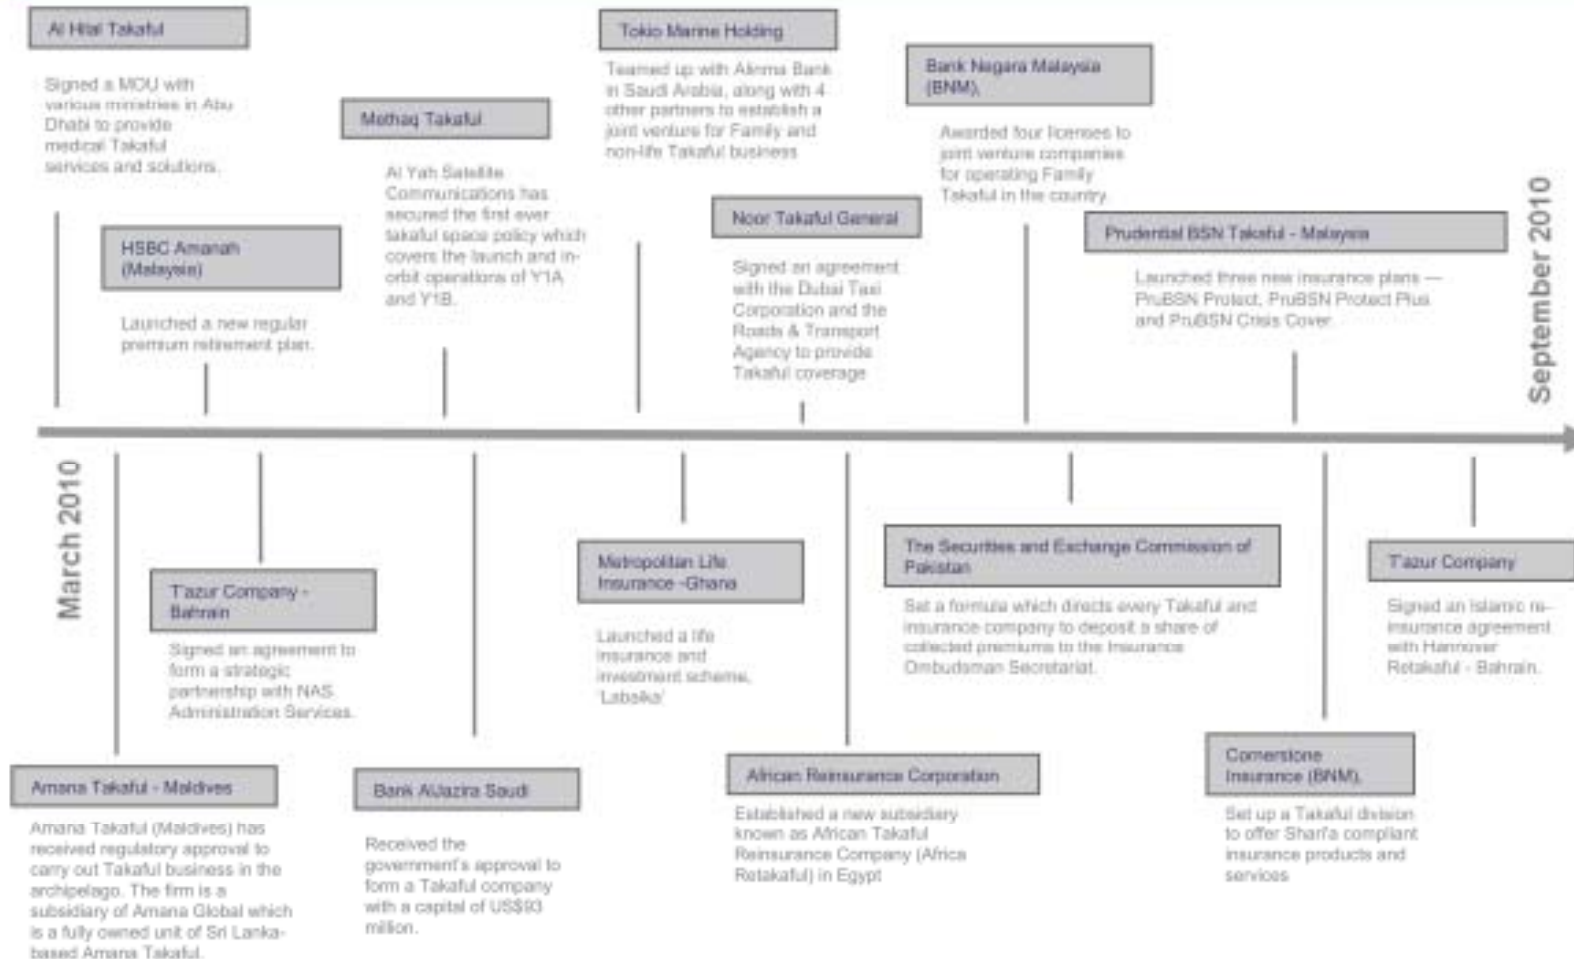 Al Hilal Takaful
Signed a MOU with
various ministries in Abu
Dhabi to provide
medical Takaful
services and solutions.
HSBC Amanah
(Malaysia)
Launched a new regular
premium retirement plan.
Methaq Takaful
Al Yah Satellite
Communications has
secured the first ever
takaful space policy which
covers the launch and in-
orbit operations of Y1A
and Y1B.
Tokio Marine Holding
Teamed up with Alinma Bank
in Saudi Arabia, along with 4
other partners to establish a
joint venture for Family and
non-life Takaful business
Noor Takaful General
Signed an agreement
with the Dubai Taxi
Corporation and the
Roads & Transport
Agency to provide
Takaful coverage
Bank Negara Malaysia
(BNM),
Awarded four licenses to
joint venture companies
for operating Family
Takaful in the country.
Prudential BSN Takaful - Malaysia
Launched three new insurance plans —
PruBSN Protect, PruBSN Protect Plus
and PruBSN Crisis Cover.
September 2010
March 2010
Amana Takaful - Maldives
Amana Takaful (Maldives) has
received regulatory approval to
carry out Takaful business in the
archipelago. The firm is a
subsidiary of Amana Global which
is a fully owned unit of Sri Lanka-
based Amana Takaful.
T'azur Company -
Bahrain
Signed an agreement to
form a strategic
partnership with NAS
Administration Services.
Bank AlJazira Saudi
Received the
government's approval to
form a Takaful company
with a capital of US$93
million.
Metropolitan Life
Insurance -Ghana
Launched a life
insurance and
investment scheme,
'Labaika'
African Reinsurance Corporation
Established a new subsidiary
known as African Takaful
Reinsurance Company (Africa
Retakaful) in Egypt
The Securities and Exchange Commission of
Pakistan
Set a formula which directs every Takaful and
insurance company to deposit a share of
collected premiums to the Insurance
Ombudsman Secretariat.
Cornerstone
Insurance (BNM),
Set up a Takaful division
to offer Shari'a compliant
insurance products and
services
T'azur Company
Signed an Islamic re-
insurance agreement
with Hannover
Retakaful - Bahrain.